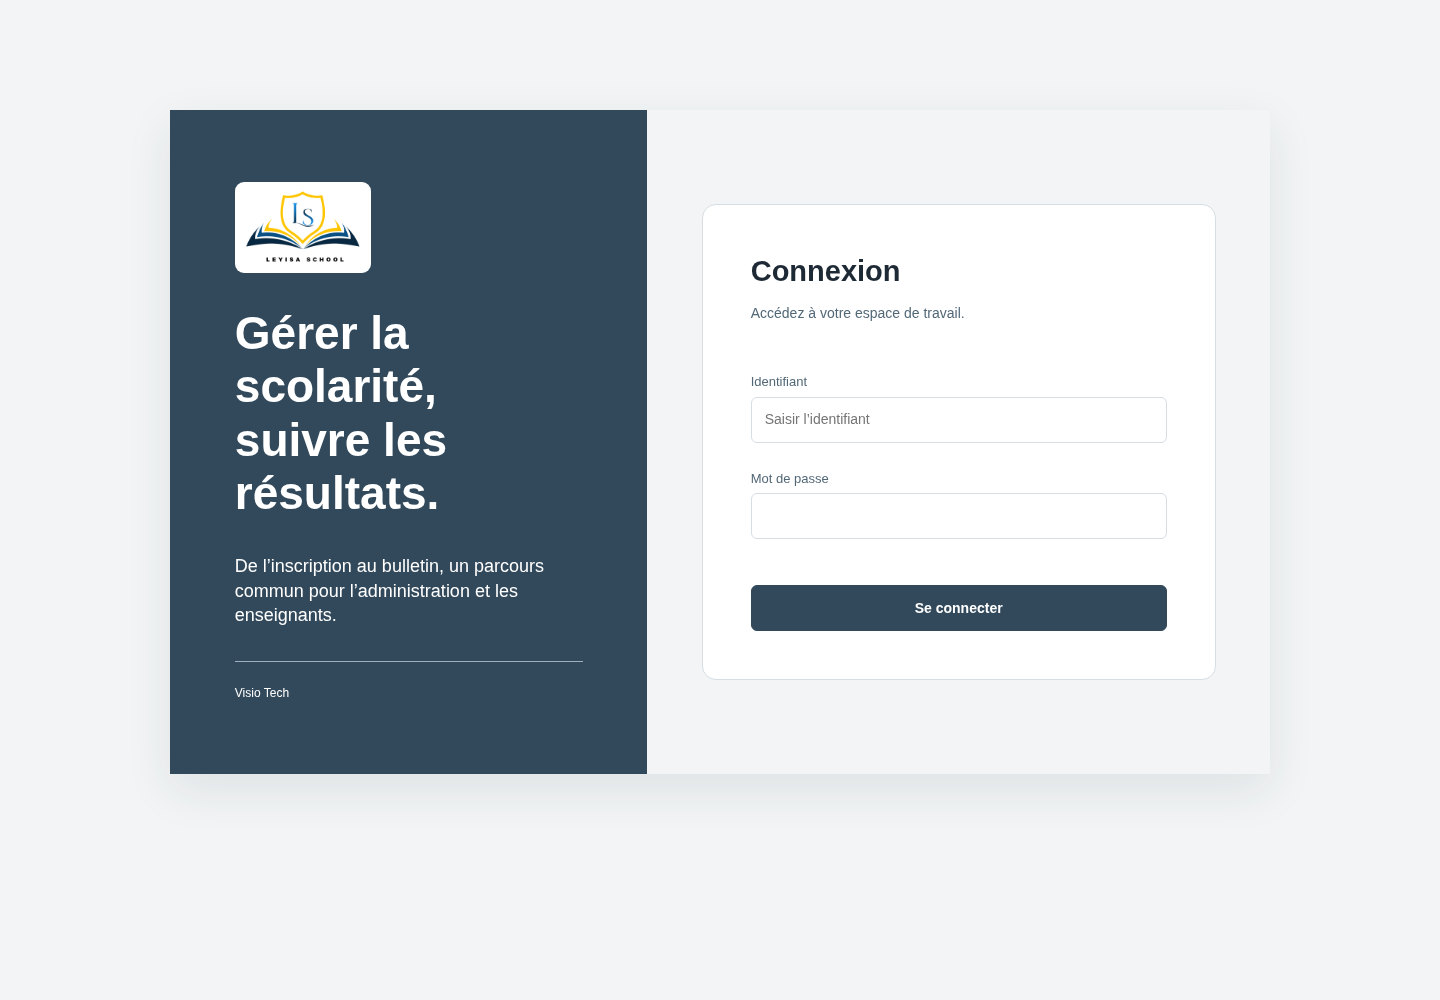 LS
LEYISA SCHOOL
Gérer la
scolarité,
suivre les
résultats.
De l’inscription au bulletin, un parcours
commun pour l’administration et les
enseignants.
Visio Tech
Connexion
Accédez à votre espace de travail.
Identifiant
Saisir l’identifiant
Mot de passe
Se connecter